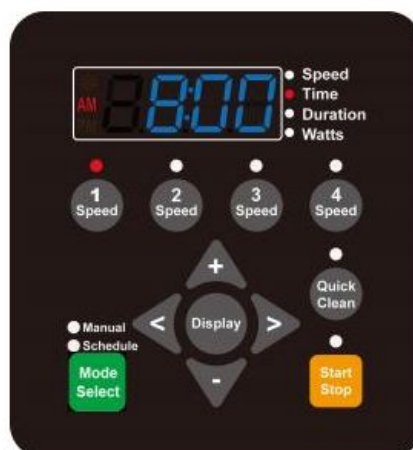 Speed
AM 8:00 Time
PM Duration
Watts
1 Speed
2 Speed
3 Speed
4 Speed
+
Quick Clean
< Display >
Manual
Schedule
-
Mode Select
Start Stop